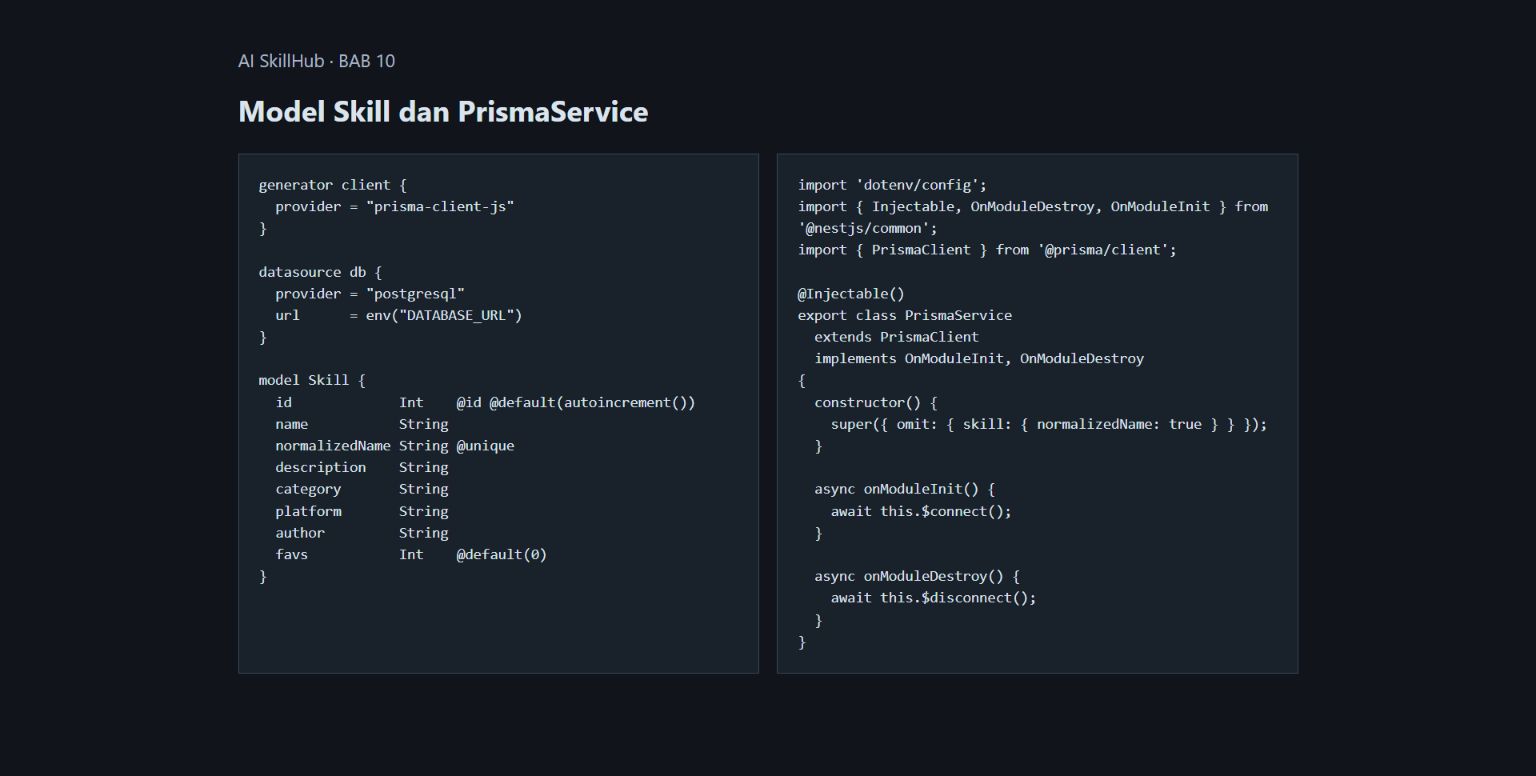 AI SkillHub · BAB 10
Model Skill dan PrismaService
generator client {
  provider = "prisma-client-js"
}

datasource db {
  provider = "postgresql"
  url      = env("DATABASE_URL")
}

model Skill {
  id             Int    @id @default(autoincrement())
  name           String
  normalizedName String @unique
  description    String
  category       String
  platform       String
  author         String
  favs           Int    @default(0)
}
import 'dotenv/config';
import { Injectable, OnModuleDestroy, OnModuleInit } from
'@nestjs/common';
import { PrismaClient } from '@prisma/client';

@Injectable()
export class PrismaService
  extends PrismaClient
  implements OnModuleInit, OnModuleDestroy
{
  constructor() {
    super({ omit: { skill: { normalizedName: true } } });
  }

  async onModuleInit() {
    await this.$connect();
  }

  async onModuleDestroy() {
    await this.$disconnect();
  }
}